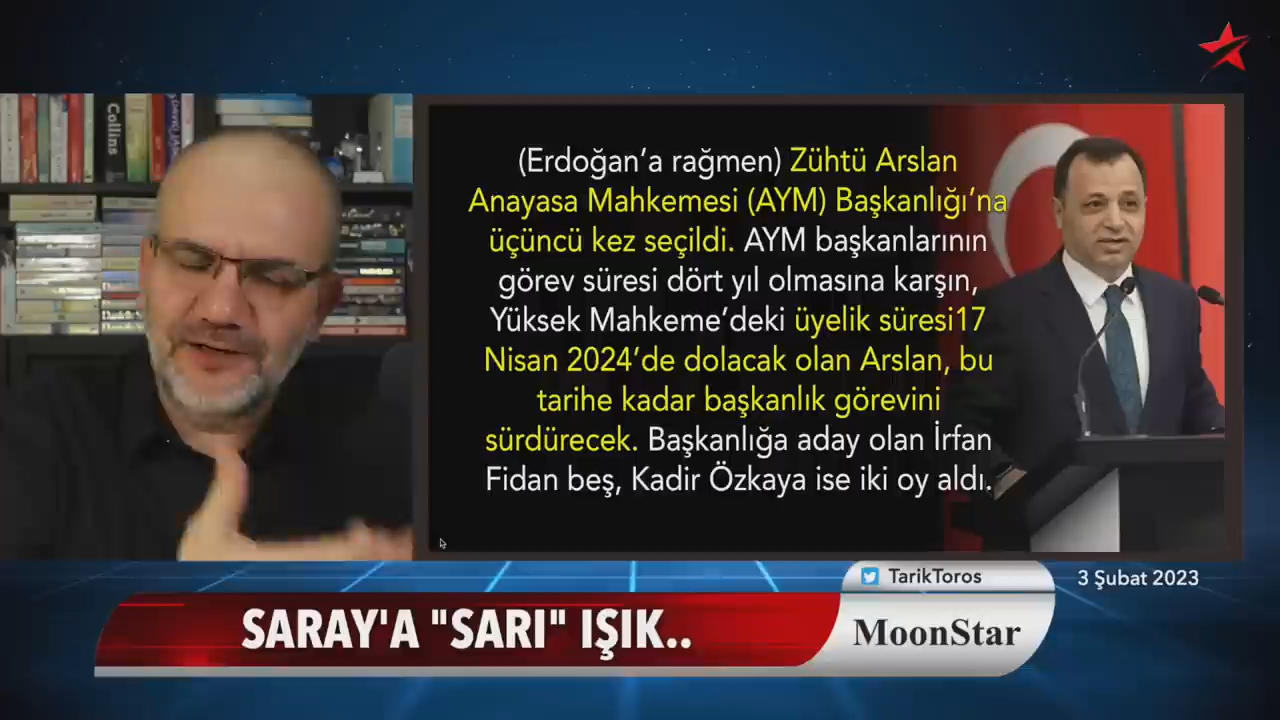 Collins
(Erdoğan'a rağmen) Zühtü Arslan
Anayasa Mahkemesi (AYM) Başkanlığı'na
üçüncü kez seçildi. AYM başkanlarının
görev süresi dört yıl olmasına karşın,
Yüksek Mahkeme'deki üyelik süresi17
Nisan 2024'de dolacak olan Arslan, bu
tarihe kadar başkanlık görevini
sürdürecek. Başkanlığa aday olan İrfan
Fidan beş, Kadir Özkaya ise iki oy aldı.
TarikToros
3 Şubat 2023
SARAY'A "SARI" IŞIK..
MoonStar